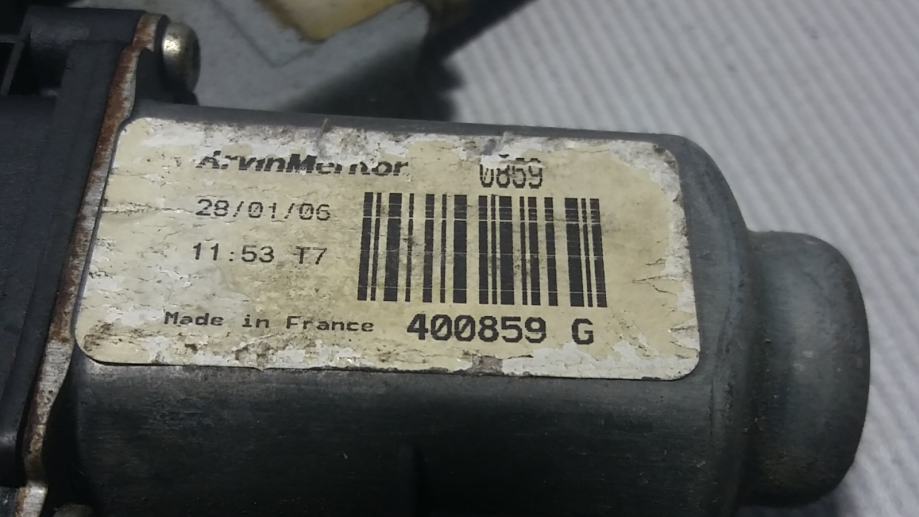 ArvinMeritor 0859
28/01/06
11:53 T7
Made in France 400859 G